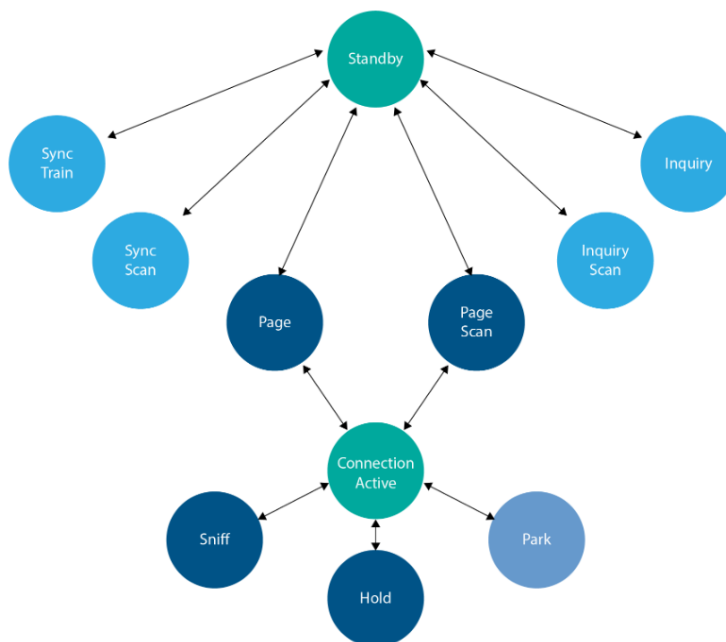 Standby
Sync
Train
Inquiry
Sync
Scan
Inquiry
Scan
Page
Page
Scan
Connection
Active
Sniff
Park
Hold